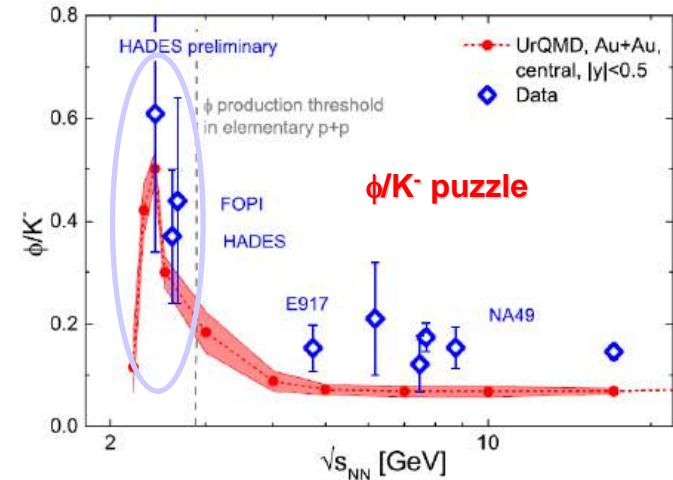 HADES preliminary
UrQMD, Au+Au,
central, |y|<0.5
Data
ϕ production threshold
in elementary p+p
ϕ/K⁻ puzzle
FOPI
HADES
E917
NA49
0.8
0.6
0.4
0.2
0.0
ϕ/K⁻
2
10
√s_NN [GeV]